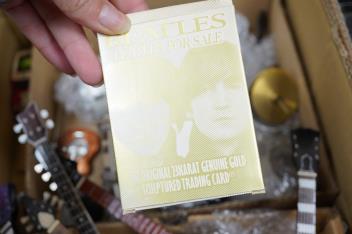 BEATLES
BEATLES FOR SALE
ORIGINAL 23KARAT GENUINE GOLD
SCULPTURED TRADING CARD